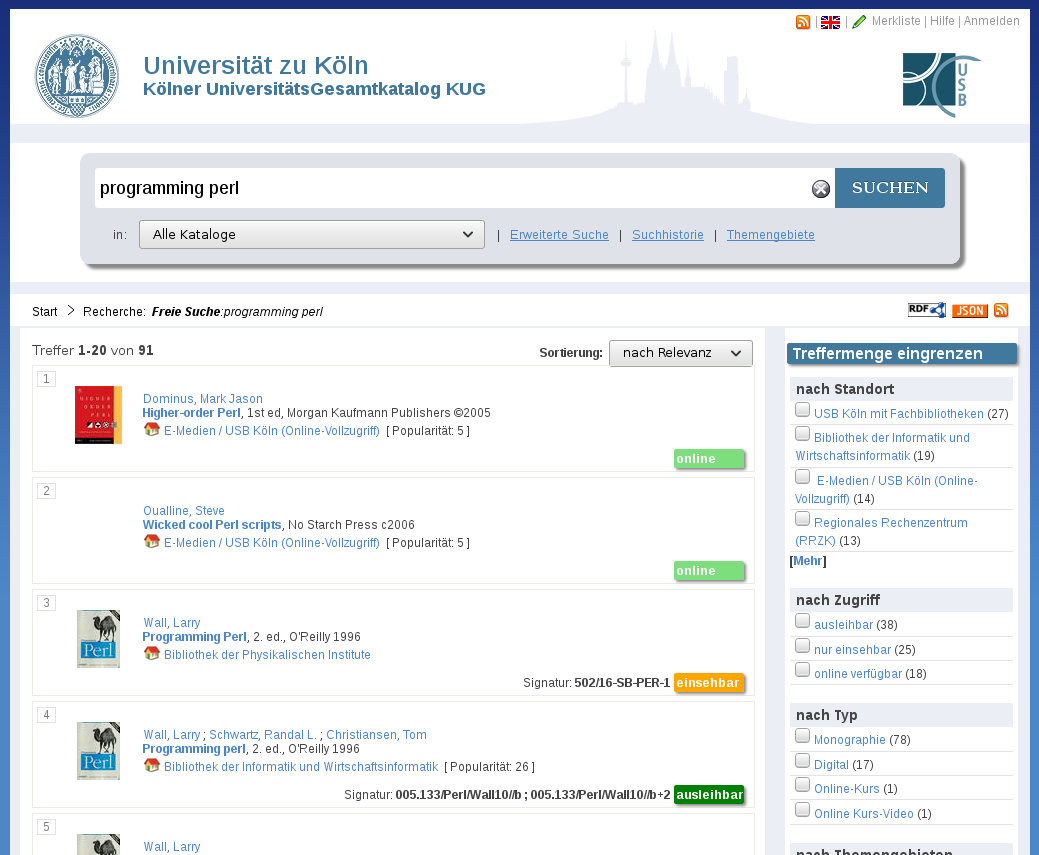 | | Merkliste | Hilfe | Anmelden
Universität zu Köln
Kölner UniversitätsGesamtkatalog KUG
USB
programming perl
SUCHEN
in: Alle Kataloge | Erweiterte Suche | Suchhistorie | Themengebiete
Start > Recherche: Freie Suche:programming perl
RDF JSON
Treffer 1-20 von 91
Sortierung: nach Relevanz
1
Dominus, Mark Jason
Higher-order Perl, 1st ed, Morgan Kaufmann Publishers ©2005
E-Medien / USB Köln (Online-Vollzugriff) [ Popularität: 5 ]
online
HIGHER
ORDER
PERL
2
Oualline, Steve
Wicked cool Perl scripts, No Starch Press c2006
E-Medien / USB Köln (Online-Vollzugriff) [ Popularität: 5 ]
online
3
Perl
Wall, Larry
Programming Perl, 2. ed., O'Reilly 1996
Bibliothek der Physikalischen Institute
Signatur: 502/16-SB-PER-1 einsehbar
4
Perl
Wall, Larry ; Schwartz, Randal L. ; Christiansen, Tom
Programming perl, 2. ed., O'Reilly 1996
Bibliothek der Informatik und Wirtschaftsinformatik [ Popularität: 26 ]
Signatur: 005.133/Perl/Wall10//b ; 005.133/Perl/Wall10//b+2 ausleihbar
5
Wall, Larry
Treffermenge eingrenzen
nach Standort
USB Köln mit Fachbibliotheken (27)
Bibliothek der Informatik und
Wirtschaftsinformatik (19)
E-Medien / USB Köln (Online-
Vollzugriff) (14)
Regionales Rechenzentrum
(RRZK) (13)
[Mehr]
nach Zugriff
ausleihbar (38)
nur einsehbar (25)
online verfügbar (18)
nach Typ
Monographie (78)
Digital (17)
Online-Kurs (1)
Online Kurs-Video (1)
nach Themengebieten